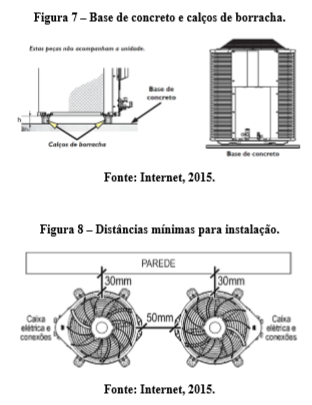 Figura 7 – Base de concreto e calços de borracha.
Estas peças não acompanham a unidade.
Base de
concreto
h
Calços de borracha
Base de concreto
Fonte: Internet, 2015.
Figura 8 – Distâncias mínimas para instalação.
PAREDE
30mm
30mm
Caixa
elétrica e
conexões
50mm
Caixa
elétrica e
conexões
Fonte: Internet, 2015.